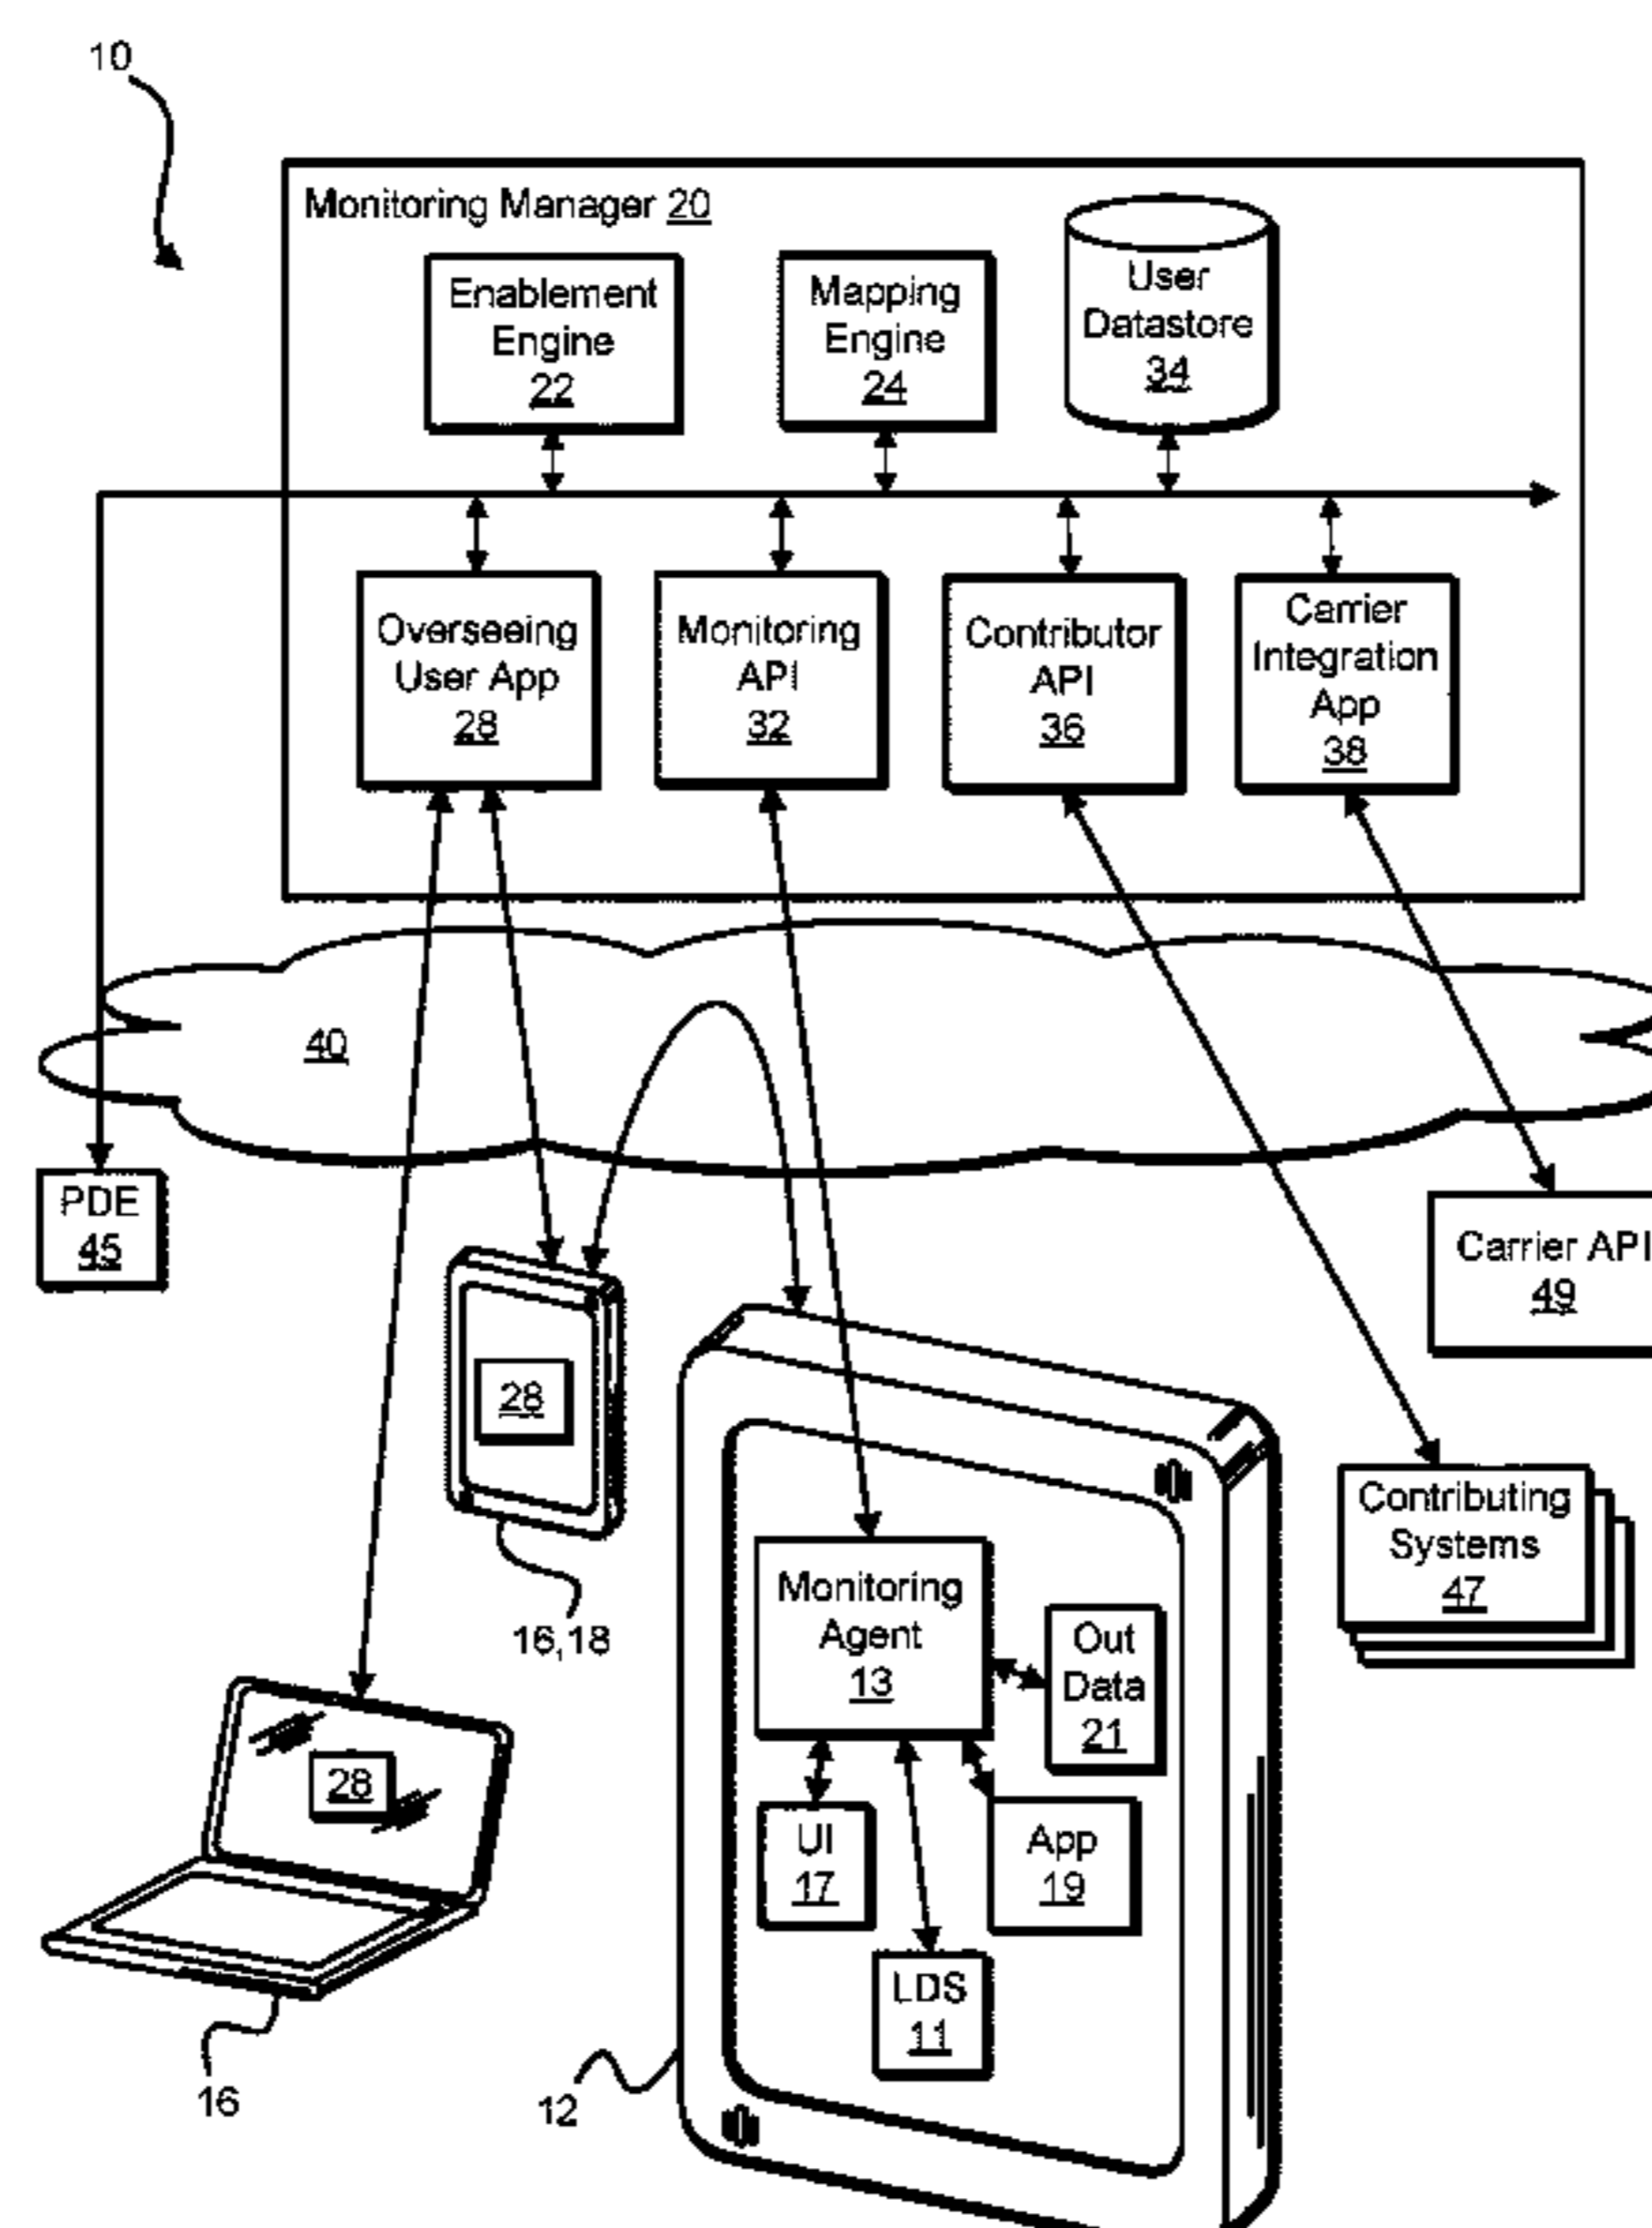 10
Monitoring Manager 20
Enablement
Engine
22
Mapping
Engine
24
User
Datastore
34
Overseeing
User App
28
Monitoring
API
32
Contributor
API
36
Carrier
Integration
App
38
40
PDE
45
Carrier API
49
28
16,18
Contributing
Systems
47
Monitoring
Agent
13
Out
Data
21
28
UI
17
App
19
LDS
11
16
12